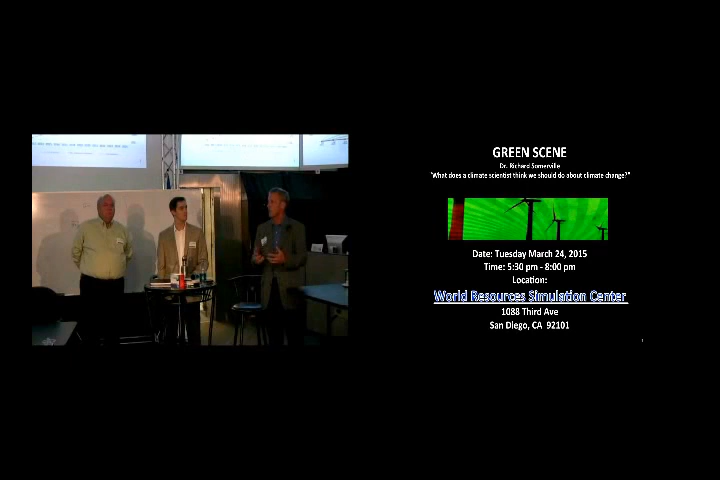 GREEN SCENE
Dr. Richard Somerville
"What does a climate scientist think we should do about climate change?"
Date: Tuesday March 24, 2015
Time: 5:30 pm - 8:00 pm
Location:
World Resources Simulation Center
1088 Third Ave
San Diego, CA 92101